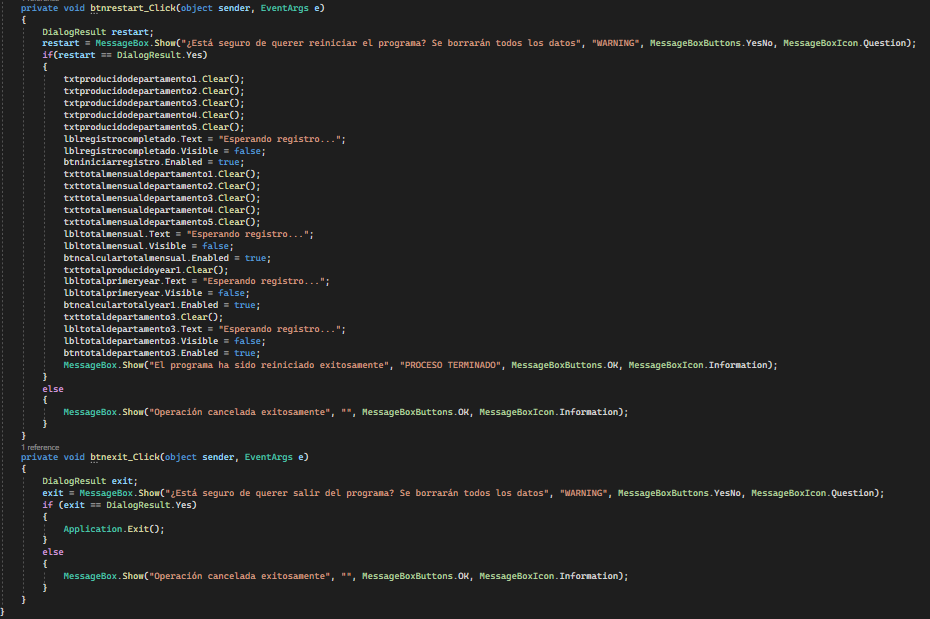 private void btnrestart_Click(object sender, EventArgs e)
{
DialogResult restart;
restart = MessageBox.Show("¿Está seguro de querer reiniciar el programa? Se borrarán todos los datos", "WARNING", MessageBoxButtons.YesNo, MessageBoxIcon.Question);
if(restart == DialogResult.Yes)
{
txtproducidodepartamento1.Clear();
txtproducidodepartamento2.Clear();
txtproducidodepartamento3.Clear();
txtproducidodepartamento4.Clear();
txtproducidodepartamento5.Clear();
lblregistrocompletado.Text = "Esperando registro...";
lblregistrocompletado.Visible = false;
btniniciarregistro.Enabled = true;
txttotalmensualdepartamento1.Clear();
txttotalmensualdepartamento2.Clear();
txttotalmensualdepartamento3.Clear();
txttotalmensualdepartamento4.Clear();
txttotalmensualdepartamento5.Clear();
lbltotalmensual.Text = "Esperando registro...";
lbltotalmensual.Visible = false;
btncalculartotalmensual.Enabled = true;
txttotalproducidoyear1.Clear();
lbltotalprimeryear.Text = "Esperando registro...";
lbltotalprimeryear.Visible = false;
btncalculartotalyear1.Enabled = true;
txttotaldepartamento3.Clear();
lbltotaldepartamento3.Text = "Esperando registro...";
lbltotaldepartamento3.Visible = false;
btntotaldepartamento3.Enabled = true;
MessageBox.Show("El programa ha sido reiniciado exitosamente", "PROCESO TERMINADO", MessageBoxButtons.OK, MessageBoxIcon.Information);
}
else
{
MessageBox.Show("Operación cancelada exitosamente", "", MessageBoxButtons.OK, MessageBoxIcon.Information);
}
}
1 reference
private void btnexit_Click(object sender, EventArgs e)
{
DialogResult exit;
exit = MessageBox.Show("¿Está seguro de querer salir del programa? Se borrarán todos los datos", "WARNING", MessageBoxButtons.YesNo, MessageBoxIcon.Question);
if (exit == DialogResult.Yes)
{
Application.Exit();
}
else
{
MessageBox.Show("Operación cancelada exitosamente", "", MessageBoxButtons.OK, MessageBoxIcon.Information);
}
}
}